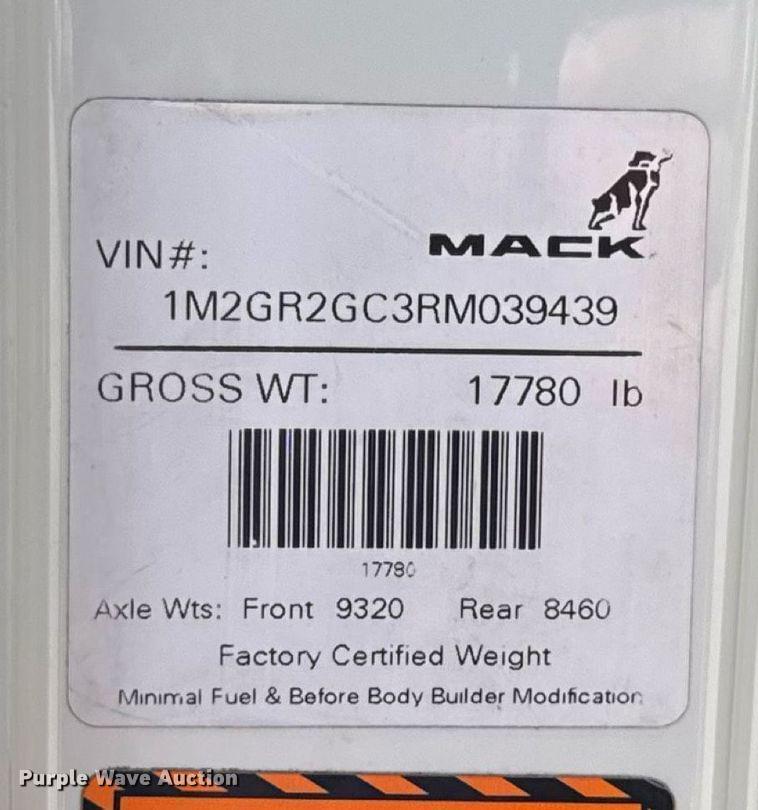 MACK
VIN#:
1M2GR2GC3RM039439
GROSS WT: 17780 lb
17780
Axle Wts: Front 9320 Rear 8460
Factory Certified Weight
Minimal Fuel & Before Body Builder Modification
Purple Wave Auction